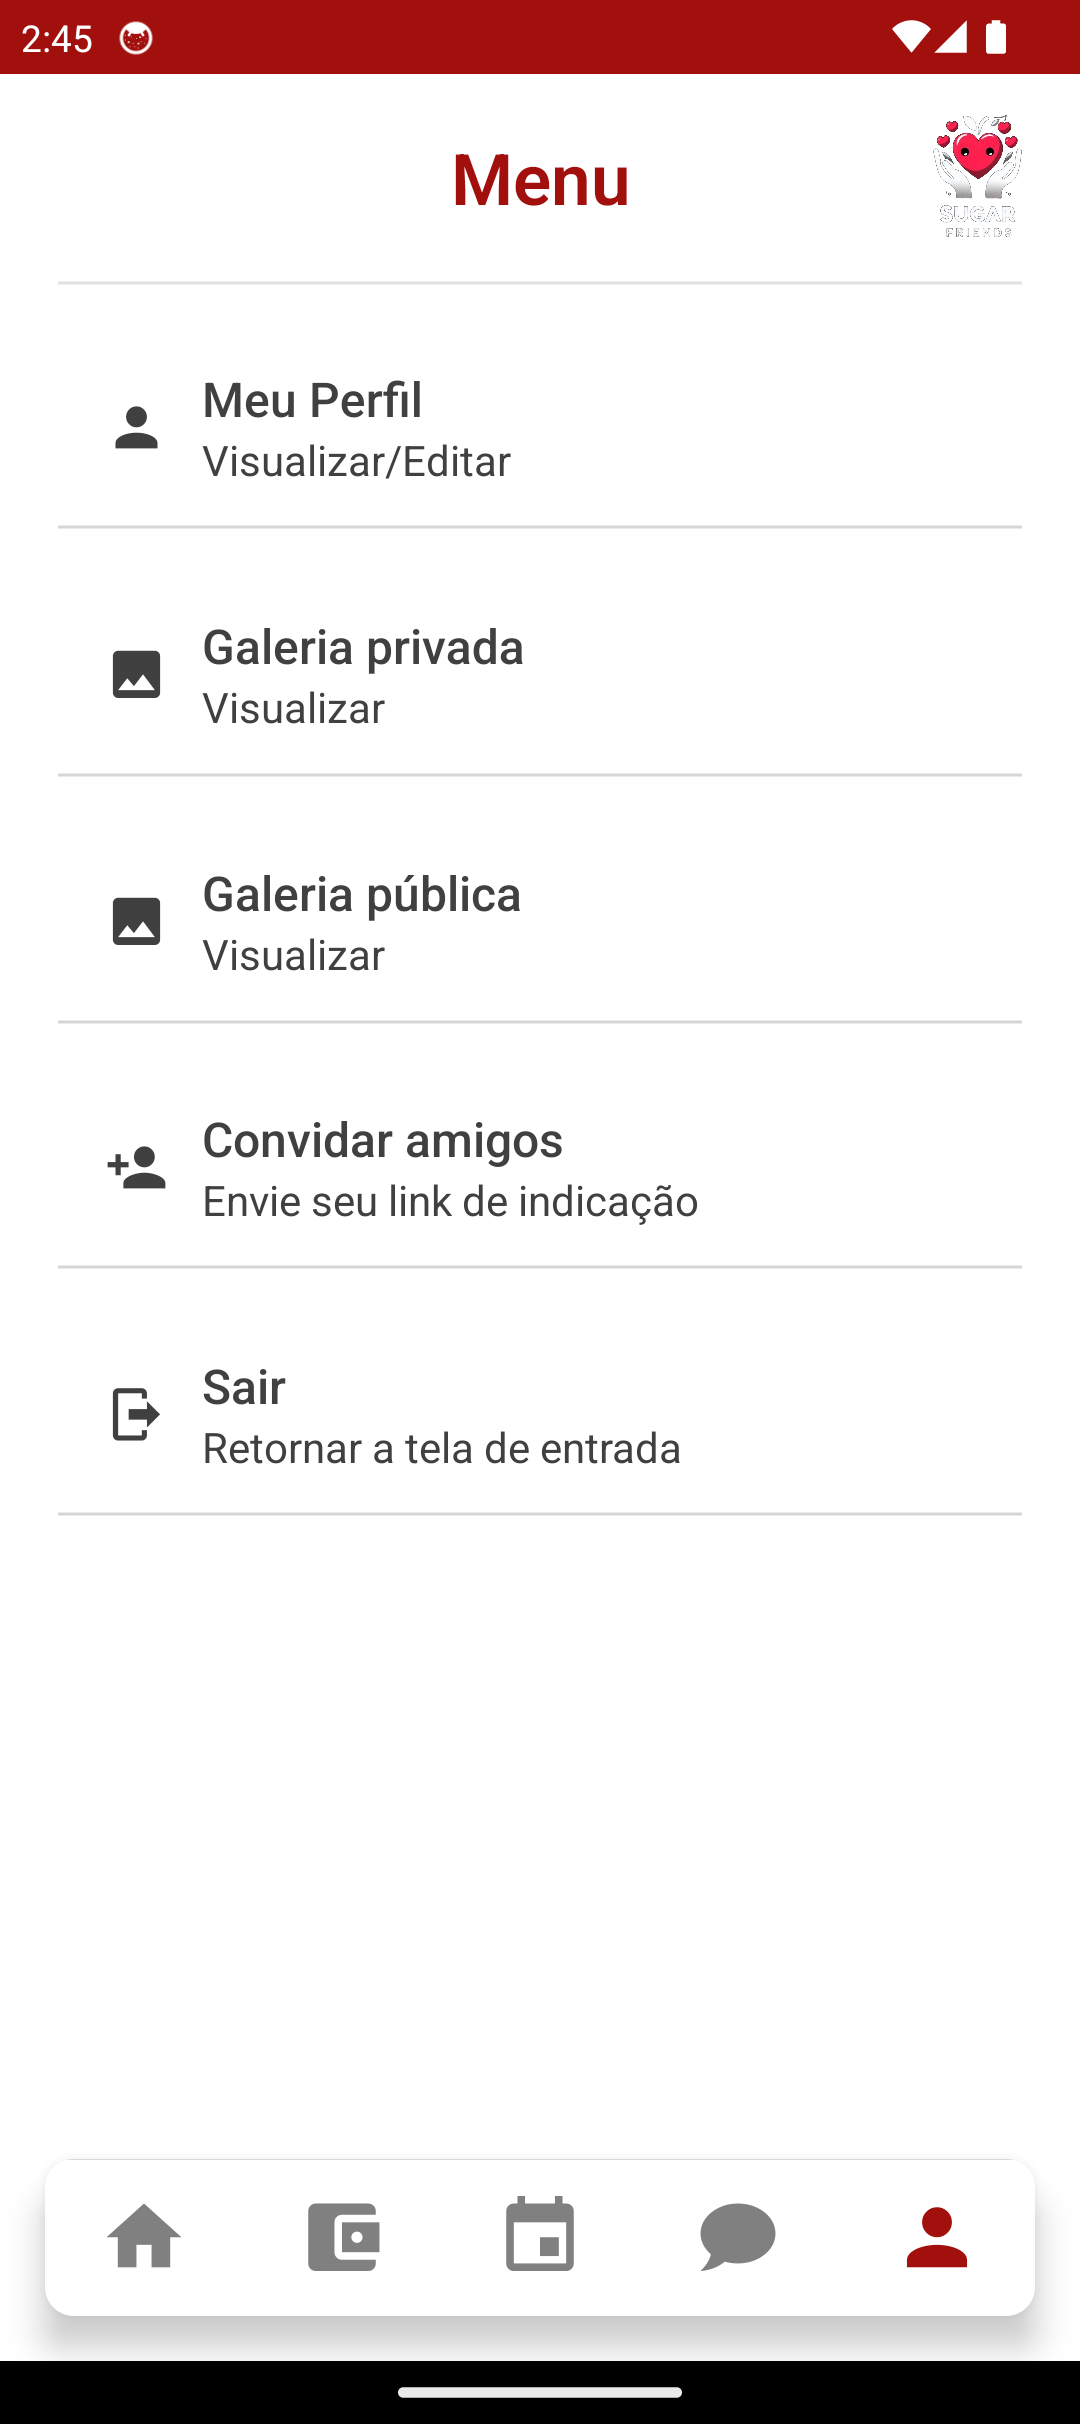 2:45
Menu
SUGAR
FRIENDS
Meu Perfil
Visualizar/Editar
Galeria privada
Visualizar
Galeria pública
Visualizar
Convidar amigos
Envie seu link de indicação
Sair
Retornar a tela de entrada